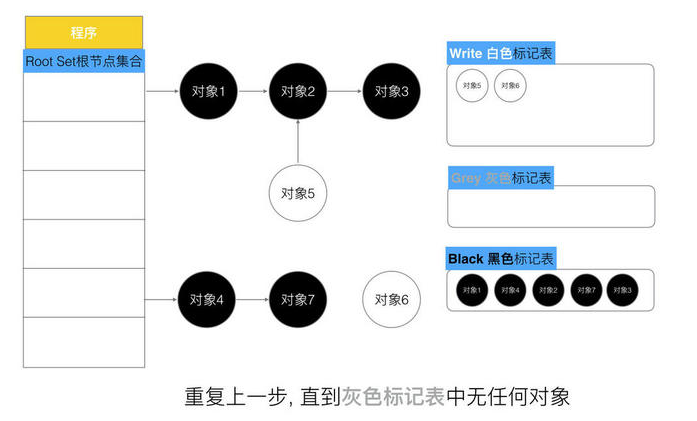 程序
Root Set根节点集合
对象1
对象2
对象3
对象5
对象4
对象7
对象6
Write 白色标记表
对象5
对象6
Grey 灰色标记表
Black 黑色标记表
对象1
对象4
对象2
对象7
对象3
重复上一步, 直到灰色标记表中无任何对象